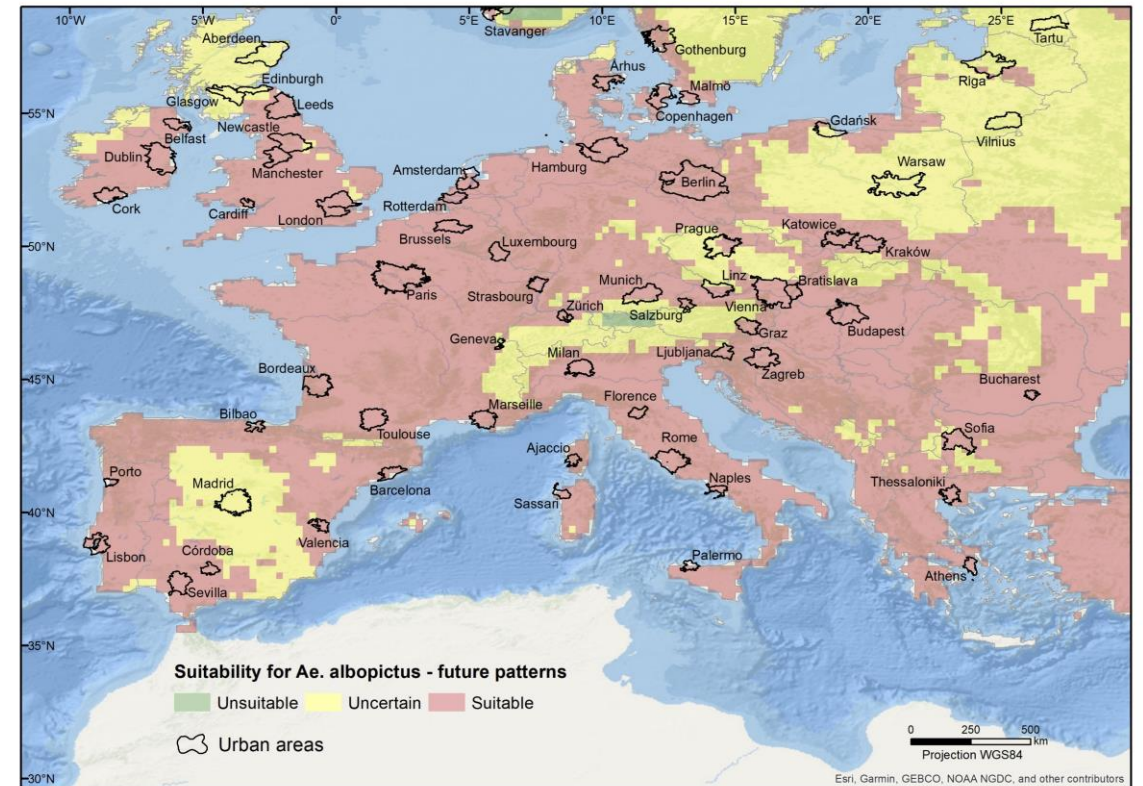 10°W 5°W 0° 5°E 10°E 15°E 20°E 25°E
Stavanger
Tartu
Aberdeen
Gothenburg
Edinburgh
Århus
Riga
Glasgow
Leeds
Malmö
55°N
Newcastle
Copenhagen
Gdańsk
Belfast
Vilnius
Dublin
Hamburg
Warsaw
Manchester
Amsterdam
Berlin
Cork
Cardiff
London
Rotterdam
Prague
Katowice
50°N
Brussels
Luxembourg
Kraków
Munich
Linz
Bratislava
Paris
Strasbourg
Zürich
Salzburg
Vienna
Budapest
Geneva
Graz
Milan
Ljubljana
Zagreb
Bordeaux
45°N
Florence
Bucharest
Bilbao
Marseille
Toulouse
Sofia
Ajaccio
Rome
Porto
Madrid
Barcelona
Naples
Thessaloniki
Sassari
40°N
Valencia
Lisbon
Córdoba
Palermo
Athens
Sevilla
35°N
Suitability for Ae. albopictus - future patterns
Unsuitable Uncertain Suitable
Urban areas
0 250 500
km
Projection WGS84
30°N
Esri, Garmin, GEBCO, NOAA NGDC, and other contributors